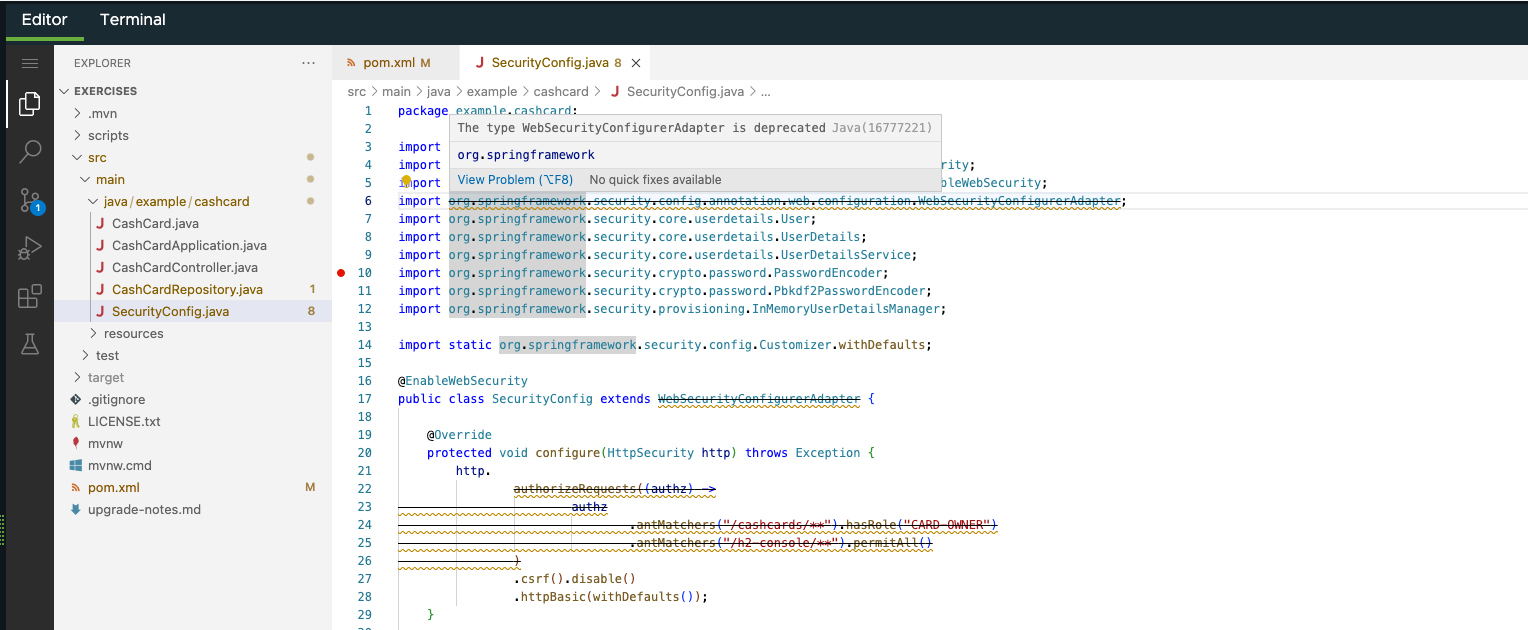 Editor Terminal
EXPLORER ...
EXERCISES
.mvn
scripts
src
main
java / example / cashcard
CashCard.java
CashCardApplication.java
CashCardController.java
CashCardRepository.java 1
SecurityConfig.java 8
resources
test
target
.gitignore
LICENSE.txt
mvnw
mvnw.cmd
pom.xml M
upgrade-notes.md
1
pom.xml M SecurityConfig.java 8
src > main > java > example > cashcard > SecurityConfig.java > ...
1 package example.cashcard;
2
The type WebSecurityConfigurerAdapter is deprecated Java(16777221)
org.springframework
View Problem (⌥F8) No quick fixes available
3 import
4 import rity;
5 import bleWebSecurity;
6 import org.springframework.security.config.annotation.web.configuration.WebSecurityConfigurerAdapter;
7 import org.springframework.security.core.userdetails.User;
8 import org.springframework.security.core.userdetails.UserDetails;
9 import org.springframework.security.core.userdetails.UserDetailsService;
10 import org.springframework.security.crypto.password.PasswordEncoder;
11 import org.springframework.security.crypto.password.Pbkdf2PasswordEncoder;
12 import org.springframework.security.provisioning.InMemoryUserDetailsManager;
13
14 import static org.springframework.security.config.Customizer.withDefaults;
15
16 @EnableWebSecurity
17 public class SecurityConfig extends WebSecurityConfigurerAdapter {
18
19 @Override
20 protected void configure(HttpSecurity http) throws Exception {
21 http.
22 authorizeRequests((authz) ->
23 authz
24 .antMatchers("/cashcards/**").hasRole("CARD-OWNER")
25 .antMatchers("/h2-console/**").permitAll()
26 )
27 .csrf().disable()
28 .httpBasic(withDefaults());
29 }